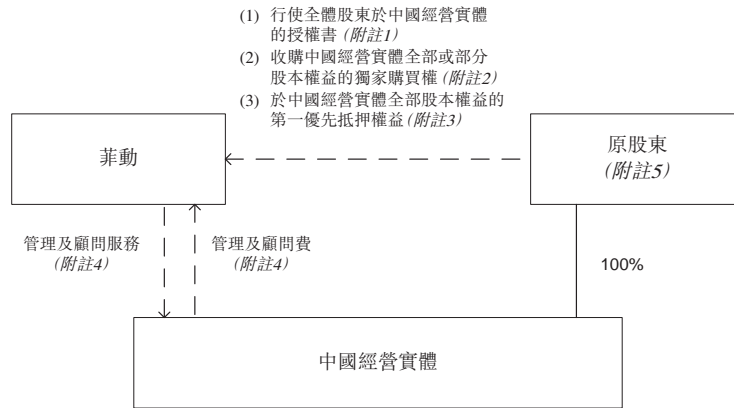 (1) 行使全體股東於中國經營實體
的授權書(附註1)
(2) 收購中國經營實體全部或部分
股本權益的獨家購買權(附註2)
(3) 於中國經營實體全部股本權益的
第一優先抵押權益(附註3)
菲動
原股東
(附註5)
管理及顧問服務
(附註4)
管理及顧問費
(附註4)
100%
中國經營實體